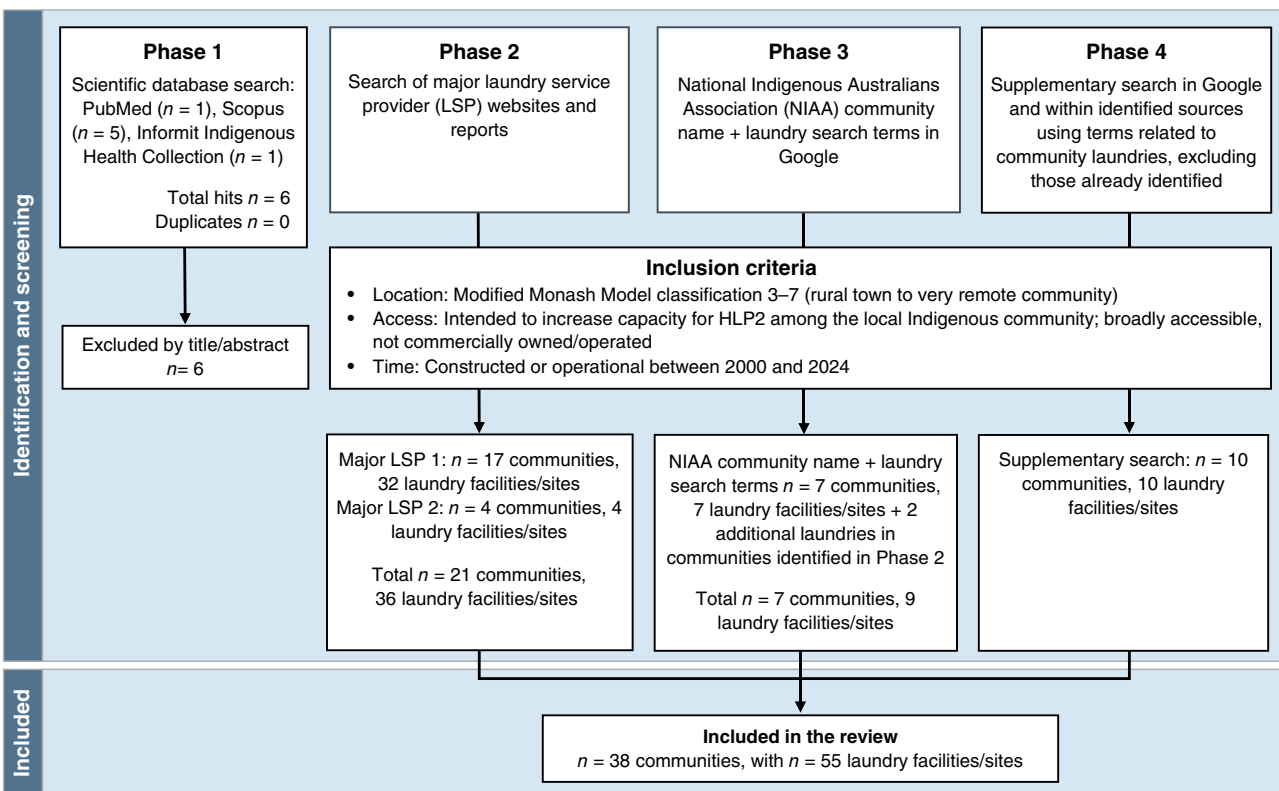 Identification and screening
Phase 1
Scientific database search:
PubMed (n = 1), Scopus
(n = 5), Informit Indigenous
Health Collection (n = 1)
Total hits n = 6
Duplicates n = 0
Excluded by title/abstract
n= 6
Phase 2
Search of major laundry service
provider (LSP) websites and
reports
Phase 3
National Indigenous Australians
Association (NIAA) community
name + laundry search terms in
Google
Phase 4
Supplementary search in Google
and within identified sources
using terms related to
community laundries, excluding
those already identified
Inclusion criteria
• Location: Modified Monash Model classification 3–7 (rural town to very remote community)
• Access: Intended to increase capacity for HLP2 among the local Indigenous community; broadly accessible,
not commercially owned/operated
• Time: Constructed or operational between 2000 and 2024
Major LSP 1: n = 17 communities,
32 laundry facilities/sites
Major LSP 2: n = 4 communities, 4
laundry facilities/sites
Total n = 21 communities,
36 laundry facilities/sites
NIAA community name + laundry
search terms n = 7 communities,
7 laundry facilities/sites + 2
additional laundries in
communities identified in Phase 2
Total n = 7 communities, 9
laundry facilities/sites
Supplementary search: n = 10
communities, 10 laundry
facilities/sites
Included
Included in the review
n = 38 communities, with n = 55 laundry facilities/sites